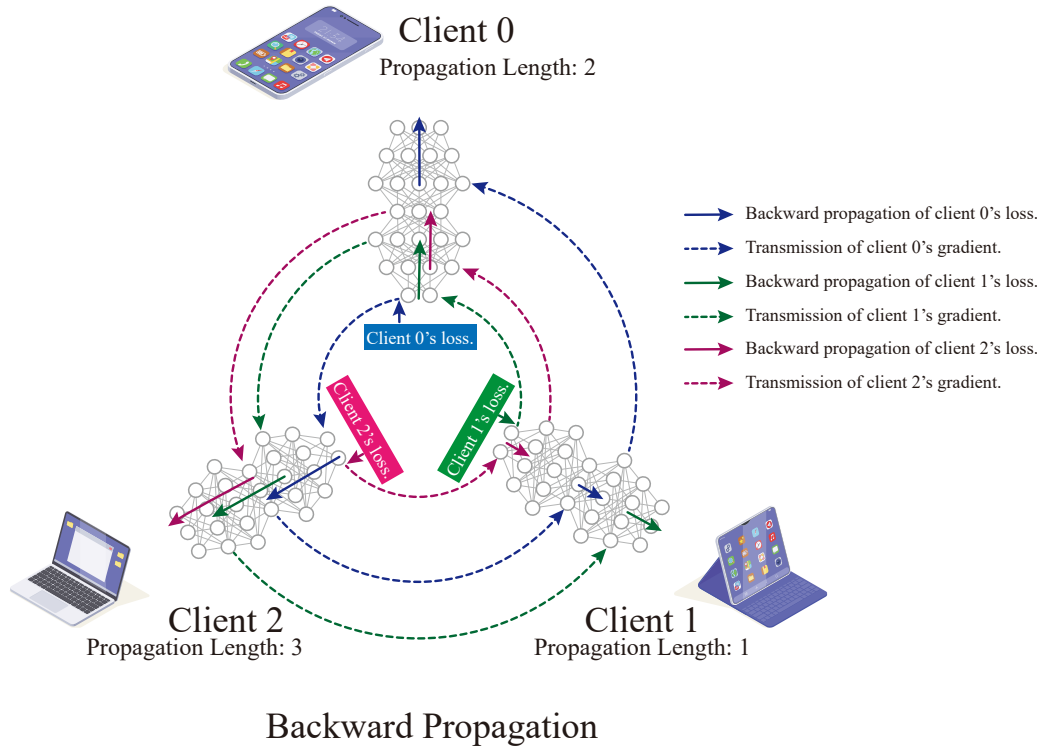 Client 0
Propagation Length: 2
Backward propagation of client 0's loss.
Transmission of client 0's gradient.
Backward propagation of client 1's loss.
Transmission of client 1's gradient.
Backward propagation of client 2's loss.
Transmission of client 2's gradient.
Client 0's loss.
Client 2's loss.
Client 1's loss.
Client 2
Propagation Length: 3
Client 1
Propagation Length: 1
Backward Propagation